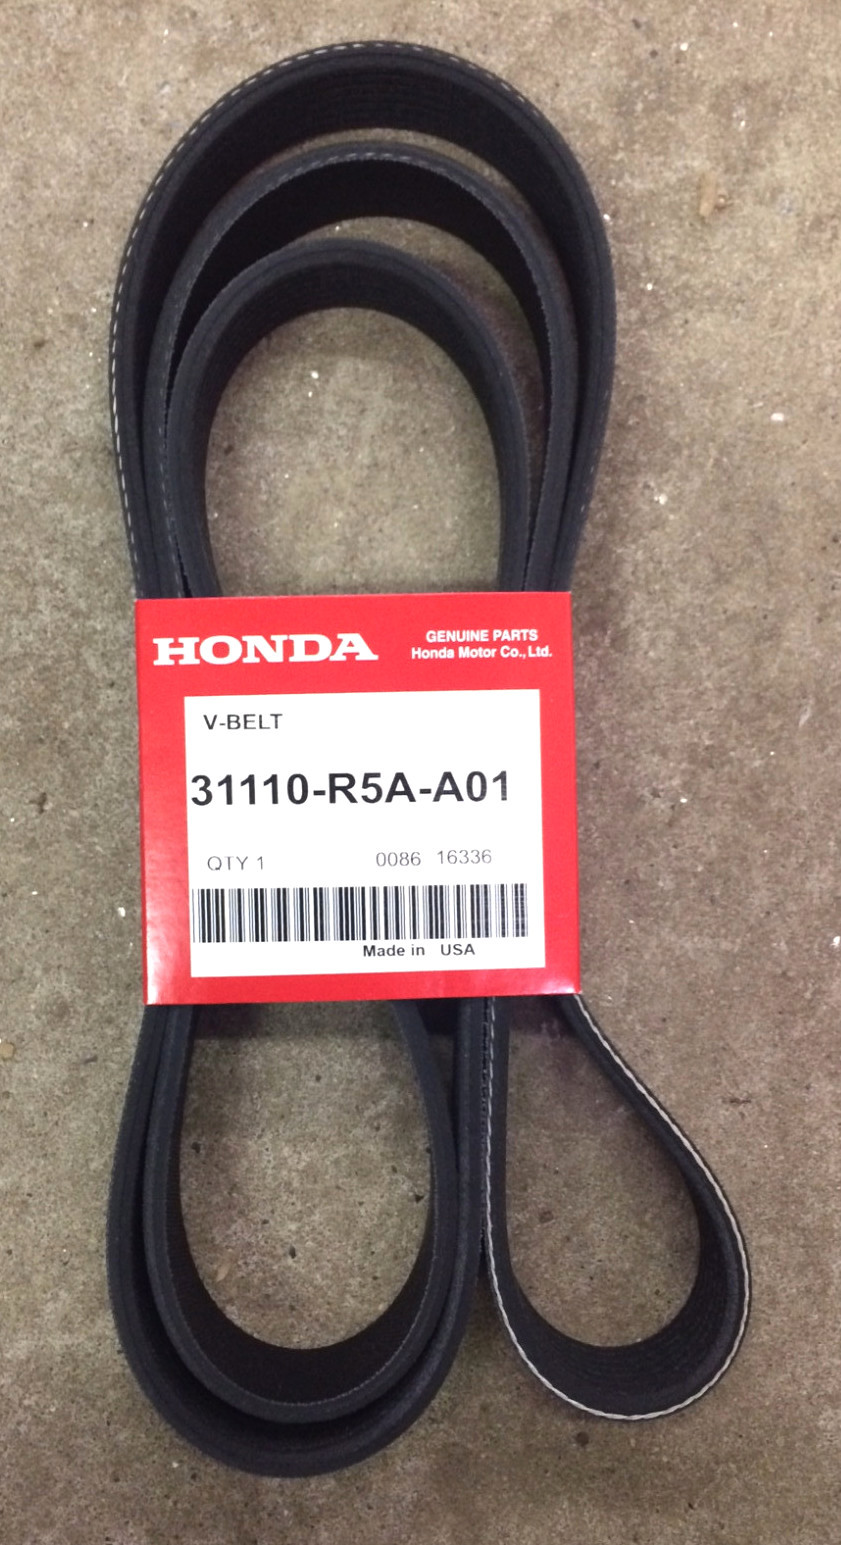 HONDA
GENUINE PARTS
Honda Motor Co., Ltd.
V-BELT
31110-R5A-A01
QTY 1 0086 16336
Made in USA